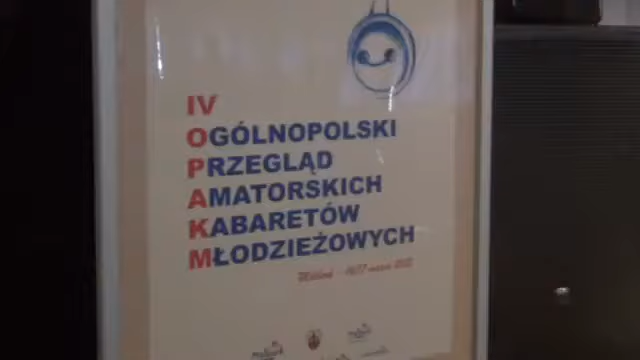 IV
OGÓLNOPOLSKI
PRZEGLĄD
AMATORSKICH
KABARETÓW
MŁODZIEŻOWYCH